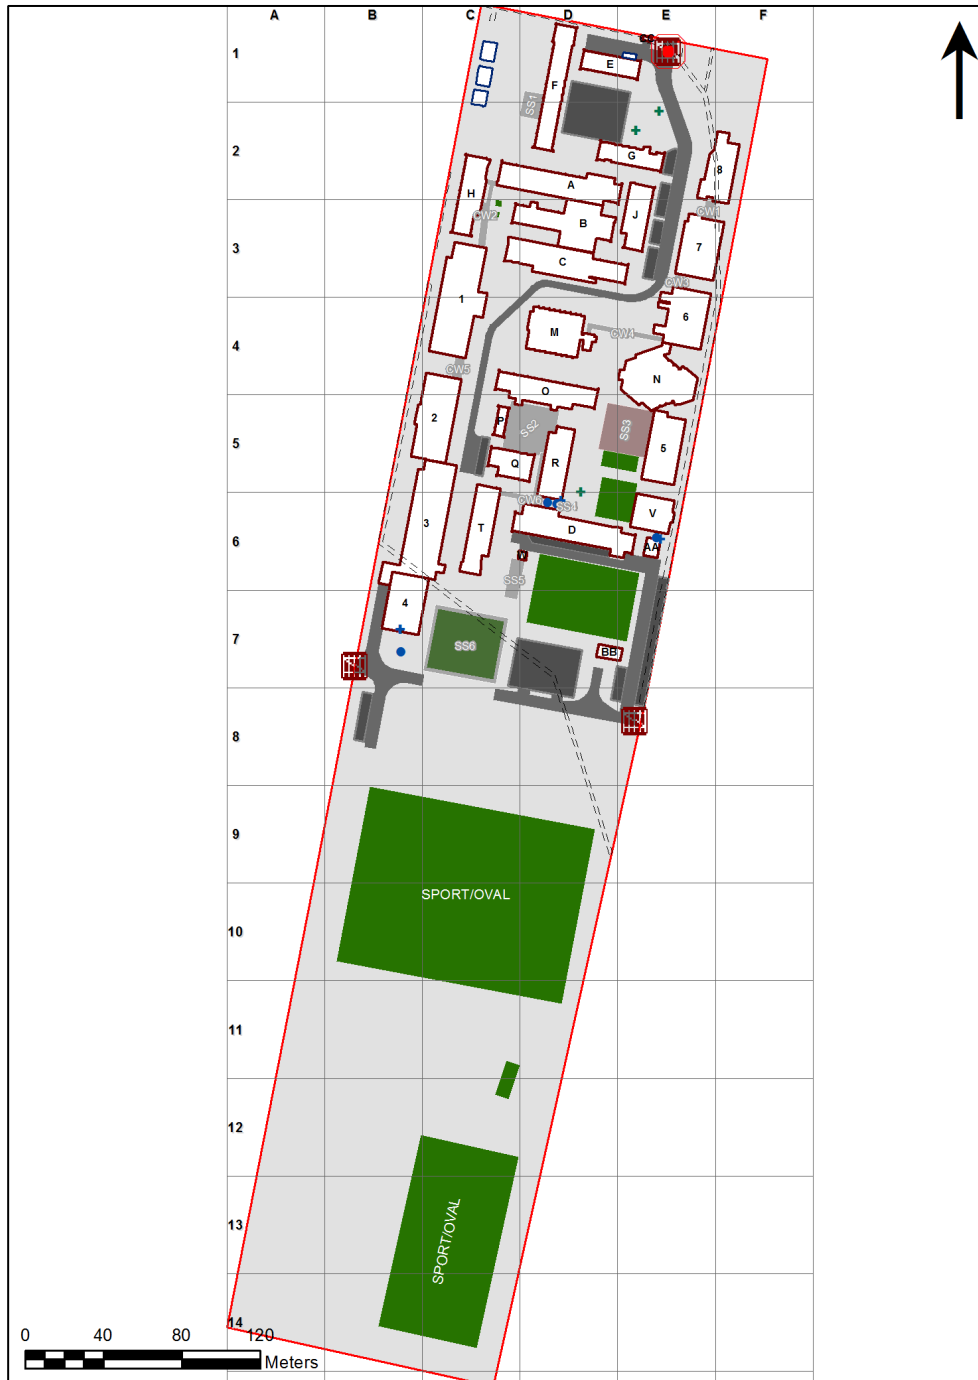 A B C D E F
1
E
F
SS1
2
G
8
A
H
J
CW1
CW2
B
3
7
C
CW3
1
6
M
CW4
4
CW5
N
O
2
P
SS2
SS3
5
5
Q
R
CW6
SS4
V
3
T
D
6
AA
W
SS5
4
7
SS6
BB
8
9
SPORT/OVAL
10
11
12
13
SPORT/OVAL
14
0 40 80 120
Meters